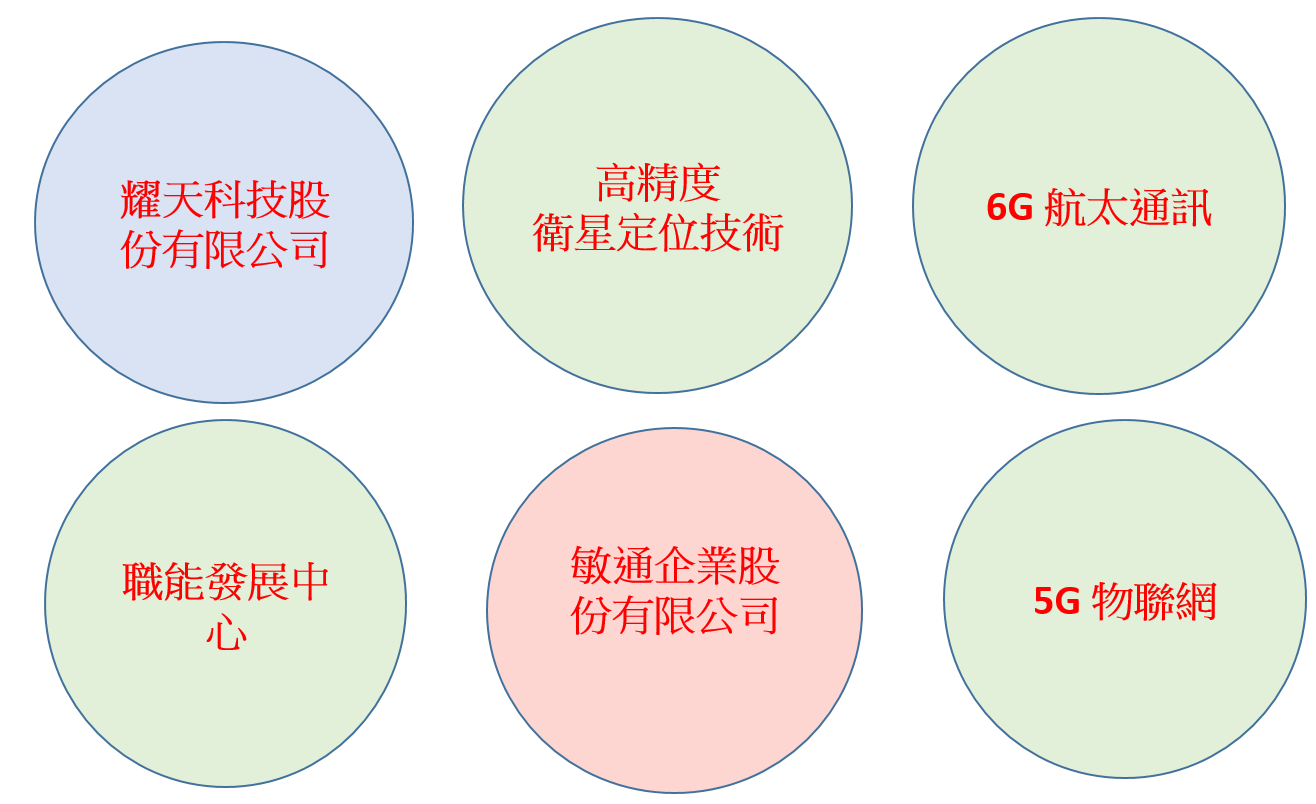 耀天科技股
份有限公司
高精度
衛星定位技術
6G 航太通訊
職能發展中
心
敏通企業股
份有限公司
5G 物聯網